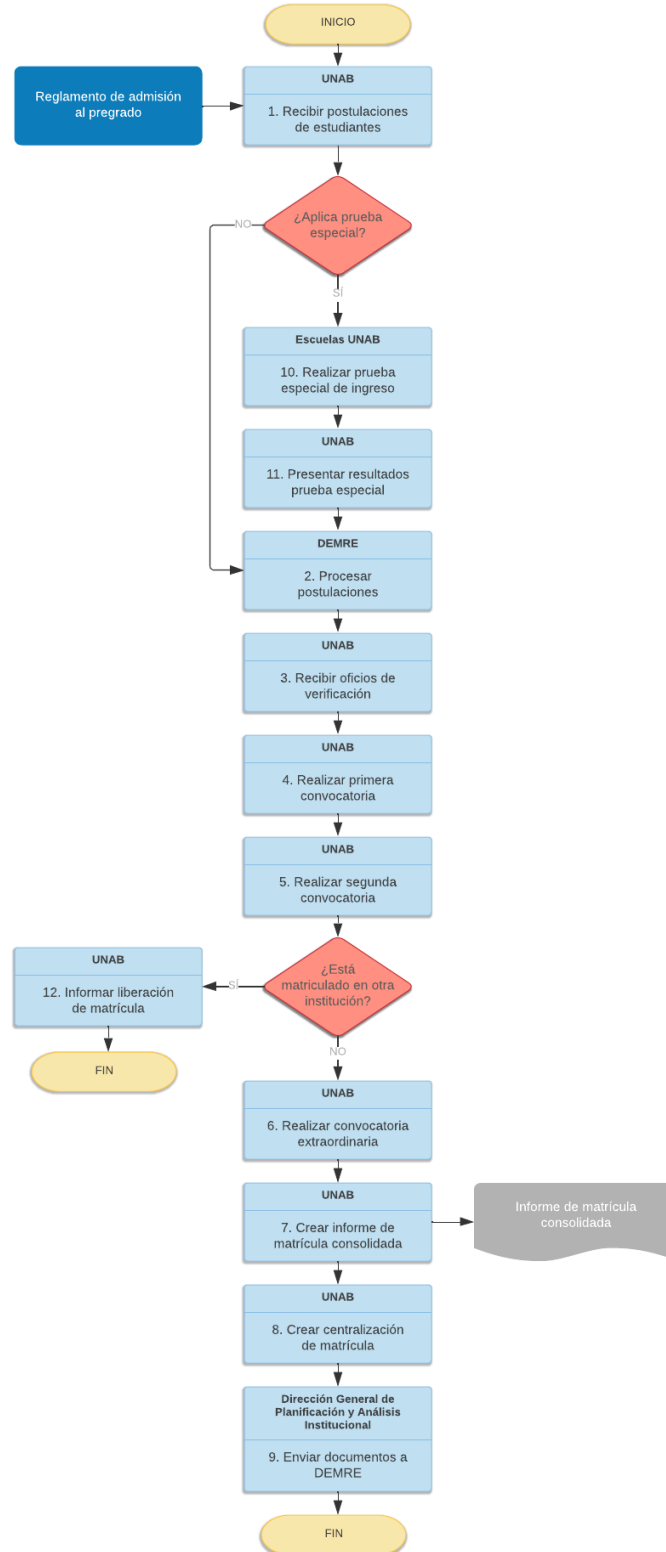 INICIO
Reglamento de admisión
al pregrado
UNAB
1. Recibir postulaciones
de estudiantes
¿Aplica prueba
especial?
NO
SÍ
Escuelas UNAB
10. Realizar prueba
especial de ingreso
UNAB
11. Presentar resultados
prueba especial
DEMRE
2. Procesar
postulaciones
UNAB
3. Recibir oficios de
verificación
UNAB
4. Realizar primera
convocatoria
UNAB
5. Realizar segunda
convocatoria
¿Está
matriculado en otra
institución?
SÍ
UNAB
12. Informar liberación
de matrícula
FIN
NO
UNAB
6. Realizar convocatoria
extraordinaria
UNAB
7. Crear informe de
matrícula consolidada
Informe de matrícula
consolidada
UNAB
8. Crear centralización
de matrícula
Dirección General de
Planificación y Análisis
Institucional
9. Enviar documentos a
DEMRE
FIN